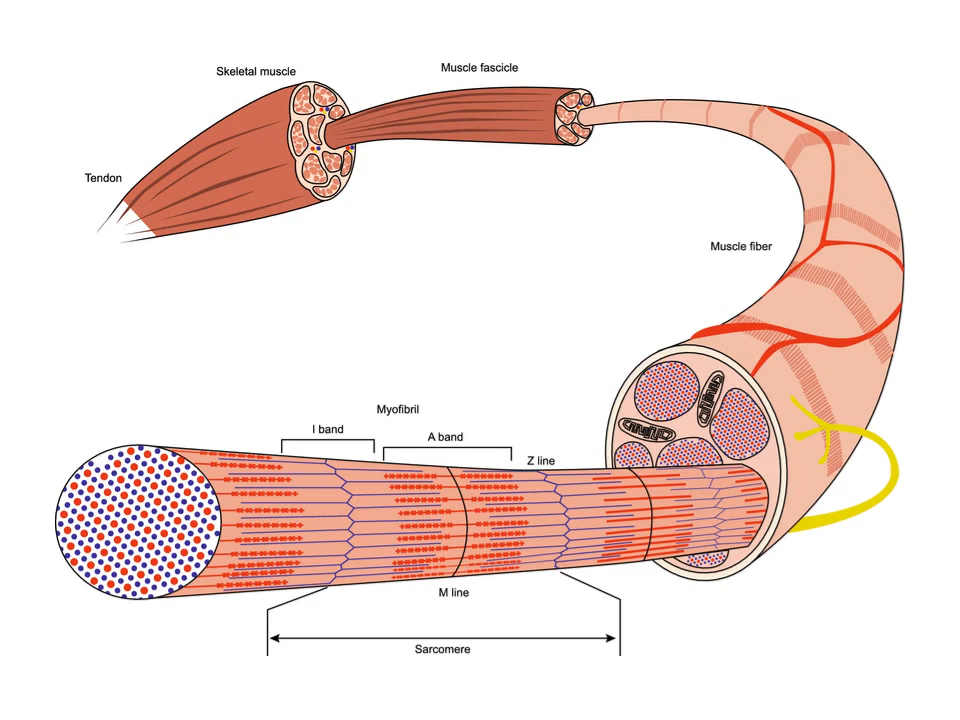 Muscle fascicle
Skeletal muscle
Tendon
Muscle fiber
Myofibril
I band
A band
Z line
M line
Sarcomere